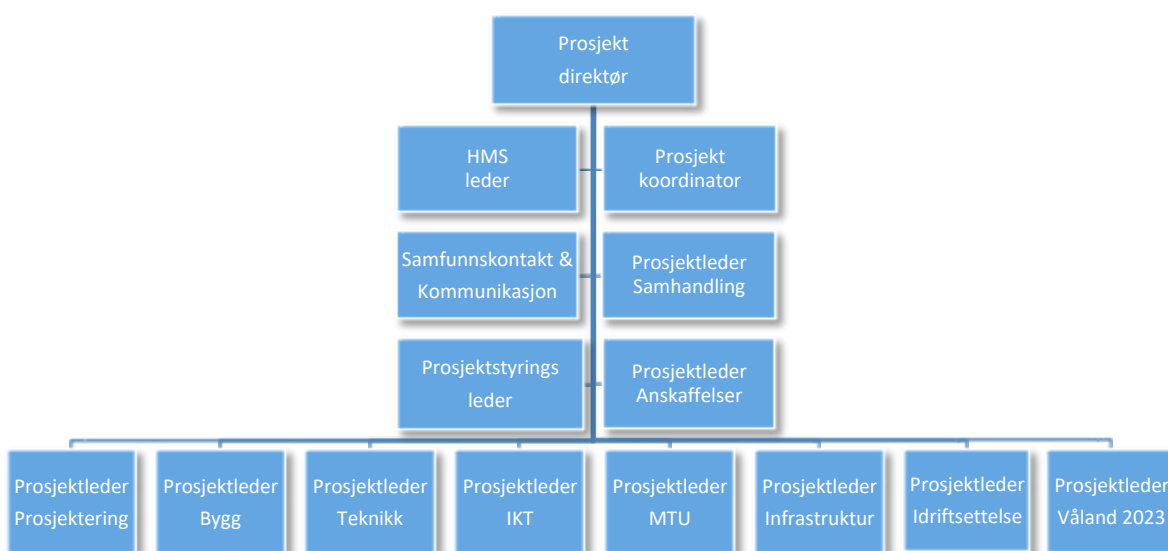 Prosjekt
direktør
HMS
leder
Prosjekt
koordinator
Samfunnskontakt &
Kommunikasjon
Prosjektleder
Samhandling
Prosjektstyrings
leder
Prosjektleder
Anskaffelser
Prosjektleder
Prosjektering
Prosjektleder
Bygg
Prosjektleder
Teknikk
Prosjektleder
IKT
Prosjektleder
MTU
Prosjektleder
Infrastruktur
Prosjektleder
Idriftsettelse
Prosjektleder
Våland 2023